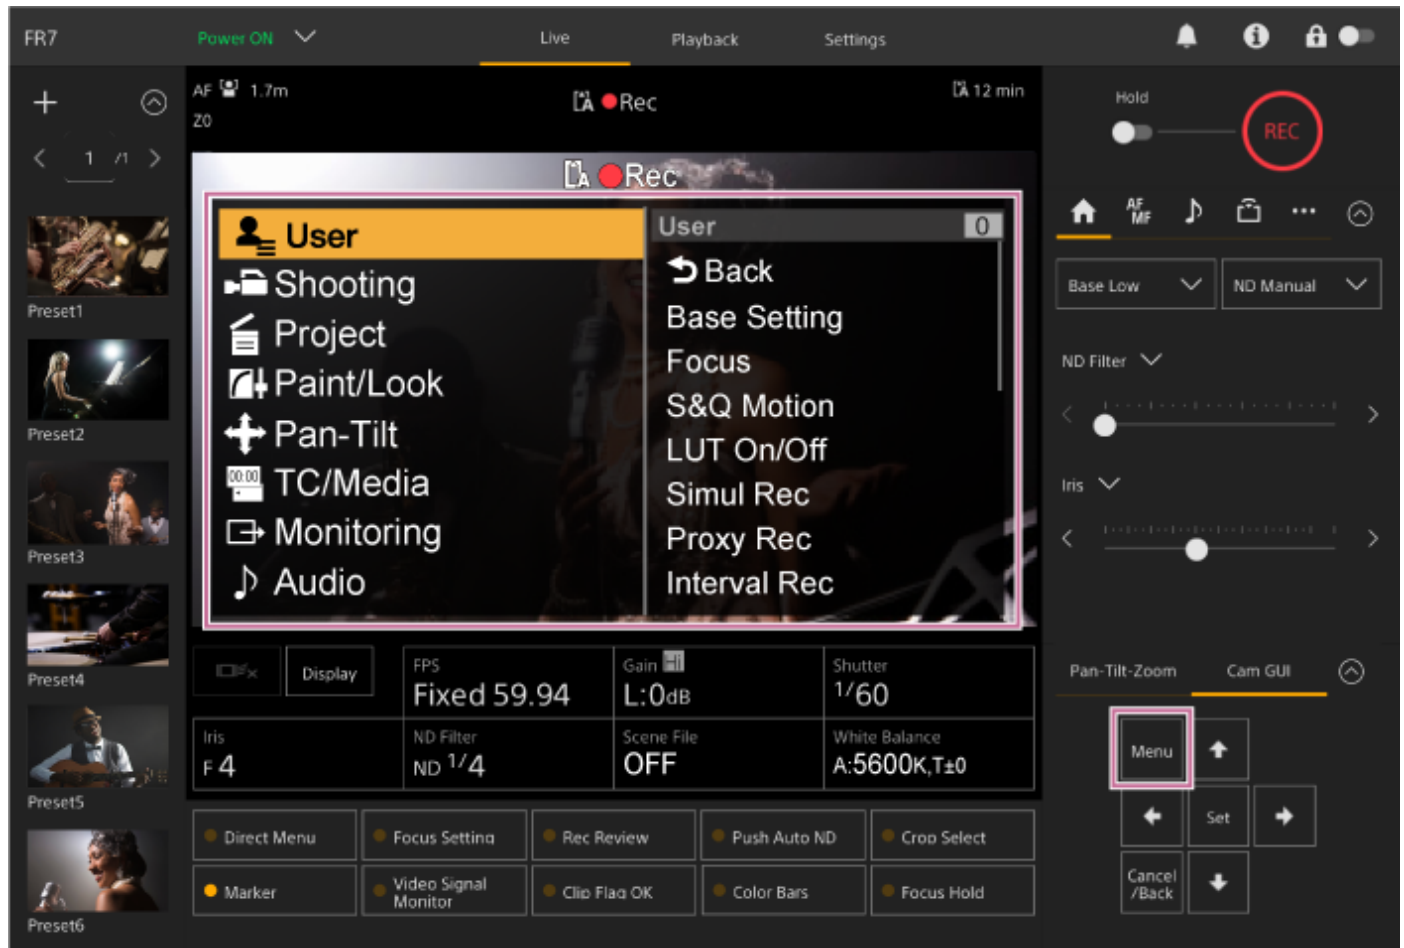 FR7
Power ON
Live
Playback
Settings
1 /1
Preset1
Preset2
Preset3
Preset4
Preset5
Preset6
AF 1.7m
Z0
A Rec
A 12 min
A Rec
User
Shooting
Project
Paint/Look
Pan-Tilt
00:00 TC/Media
Monitoring
Audio
User 0
Back
Base Setting
Focus
S&Q Motion
LUT On/Off
Simul Rec
Proxy Rec
Interval Rec
Display
FPS
Fixed 59.94
Gain Hi
L:0dB
Shutter
1/60
Iris
F 4
ND Filter
ND 1/4
Scene File
OFF
White Balance
A:5600K,T±0
Direct Menu
Focus Setting
Rec Review
Push Auto ND
Crop Select
Marker
Video Signal
Monitor
Clip Flag OK
Color Bars
Focus Hold
Hold
REC
AF
MF
Base Low
ND Manual
ND Filter
Iris
Pan-Tilt-Zoom
Cam GUI
Menu
Set
Cancel
/Back